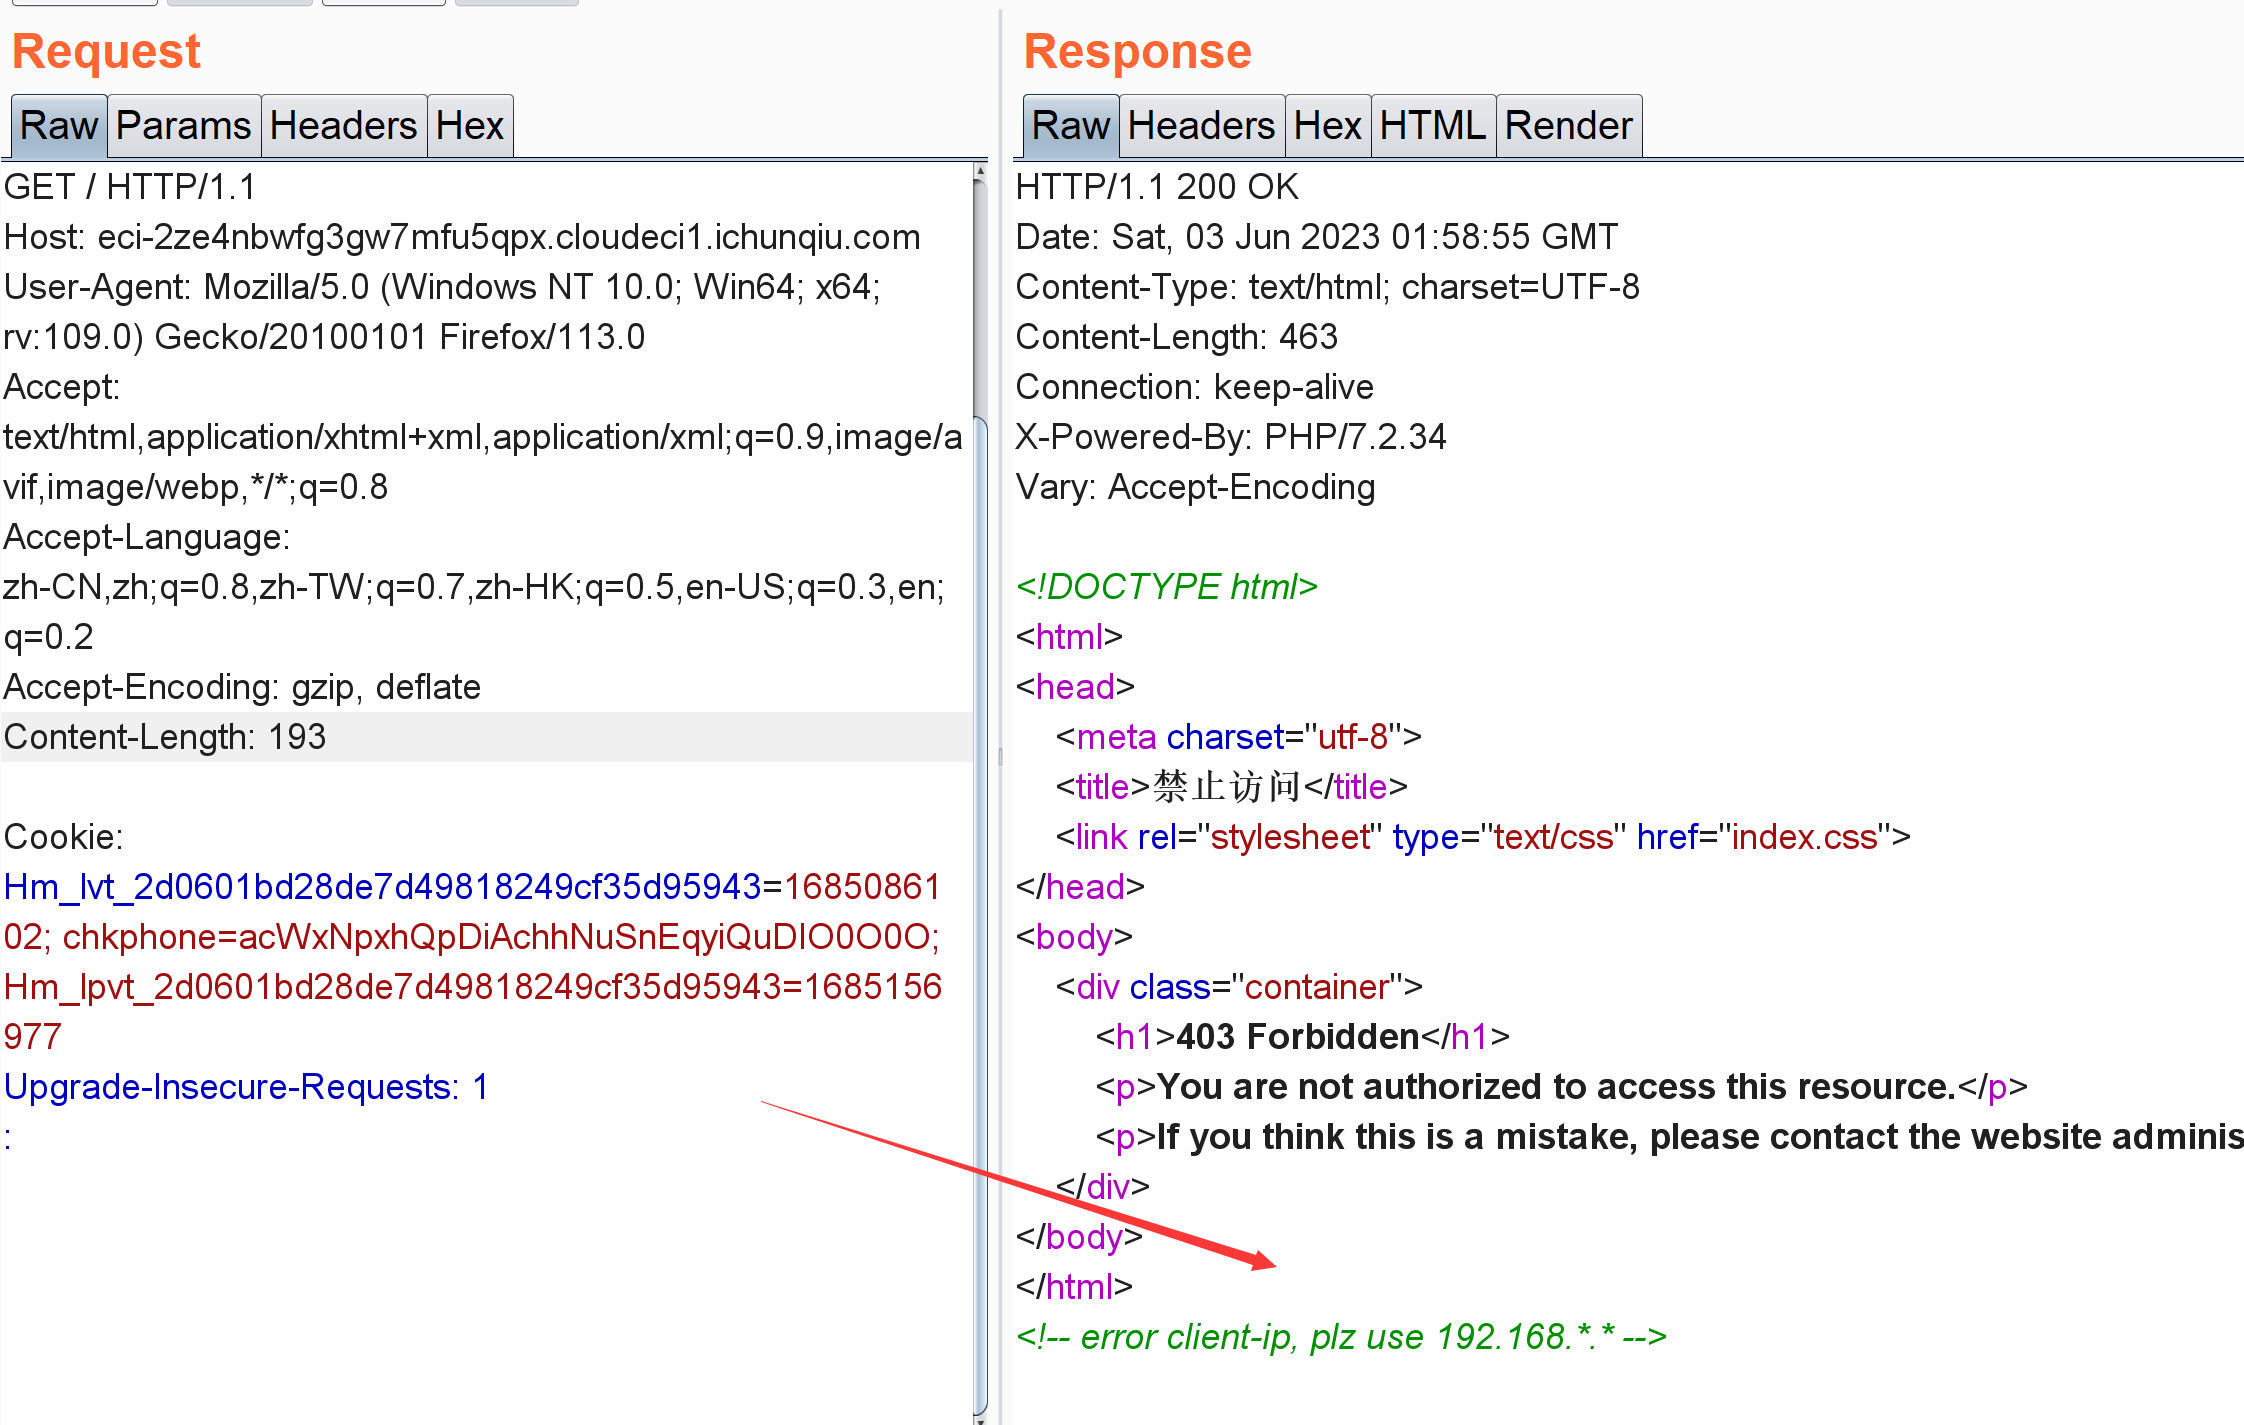 Request
Raw Params Headers Hex
GET / HTTP/1.1
Host: eci-2ze4nbwfg3gw7mfu5qpx.cloudeci1.ichunqiu.com
User-Agent: Mozilla/5.0 (Windows NT 10.0; Win64; x64;
rv:109.0) Gecko/20100101 Firefox/113.0
Accept:
text/html,application/xhtml+xml,application/xml;q=0.9,image/a
vif,image/webp,*/*;q=0.8
Accept-Language:
zh-CN,zh;q=0.8,zh-TW;q=0.7,zh-HK;q=0.5,en-US;q=0.3,en;
q=0.2
Accept-Encoding: gzip, deflate
Content-Length: 193
Cookie:
Hm_lvt_2d0601bd28de7d49818249cf35d95943=16850861
02; chkphone=acWxNpxhQpDiAchhNuSnEqyiQuDIO0O0O;
Hm_lpvt_2d0601bd28de7d49818249cf35d95943=1685156
977
Upgrade-Insecure-Requests: 1
:
Response
Raw Headers Hex HTML Render
HTTP/1.1 200 OK
Date: Sat, 03 Jun 2023 01:58:55 GMT
Content-Type: text/html; charset=UTF-8
Content-Length: 463
Connection: keep-alive
X-Powered-By: PHP/7.2.34
Vary: Accept-Encoding
<!DOCTYPE html>
<html>
<head>
<meta charset="utf-8">
<title>禁止访问</title>
<link rel="stylesheet" type="text/css" href="index.css">
</head>
<body>
<div class="container">
<h1>403 Forbidden</h1>
<p>You are not authorized to access this resource.</p>
<p>If you think this is a mistake, please contact the website adminis
</div>
</body>
</html>
<!-- error client-ip, plz use 192.168.*.* -->